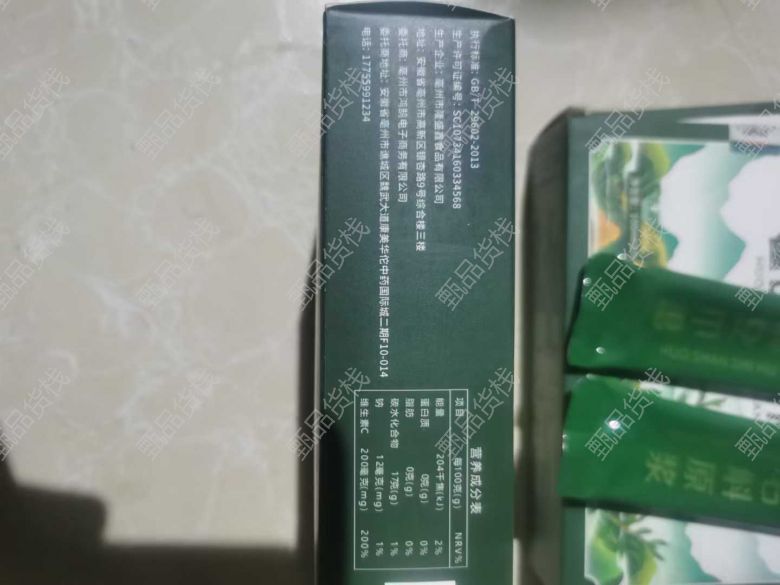 执行标准: GB/T 29602-2013
生产许可证编号: SC10734160334568
生产企业: 亳州市隆盛鑫食品有限公司
地址: 安徽省亳州市高新区银杏路9号综合楼三楼
委托商: 亳州市鸿鹄电子商务有限公司
委托商地址: 安徽省亳州市谯城区魏武大道康美华佗中药国际城二期F10-014
电话: 17755991234
营养成分表
项目 每100克(g) NRV%
能量 204千焦(kJ) 2%
蛋白质 0克(g) 0%
脂肪 0克(g) 0%
碳水化合物 17克(g) 1%
钠 12毫克(mg) 1%
维生素C 200毫克(mg) 200%
原浆
甄品货栈